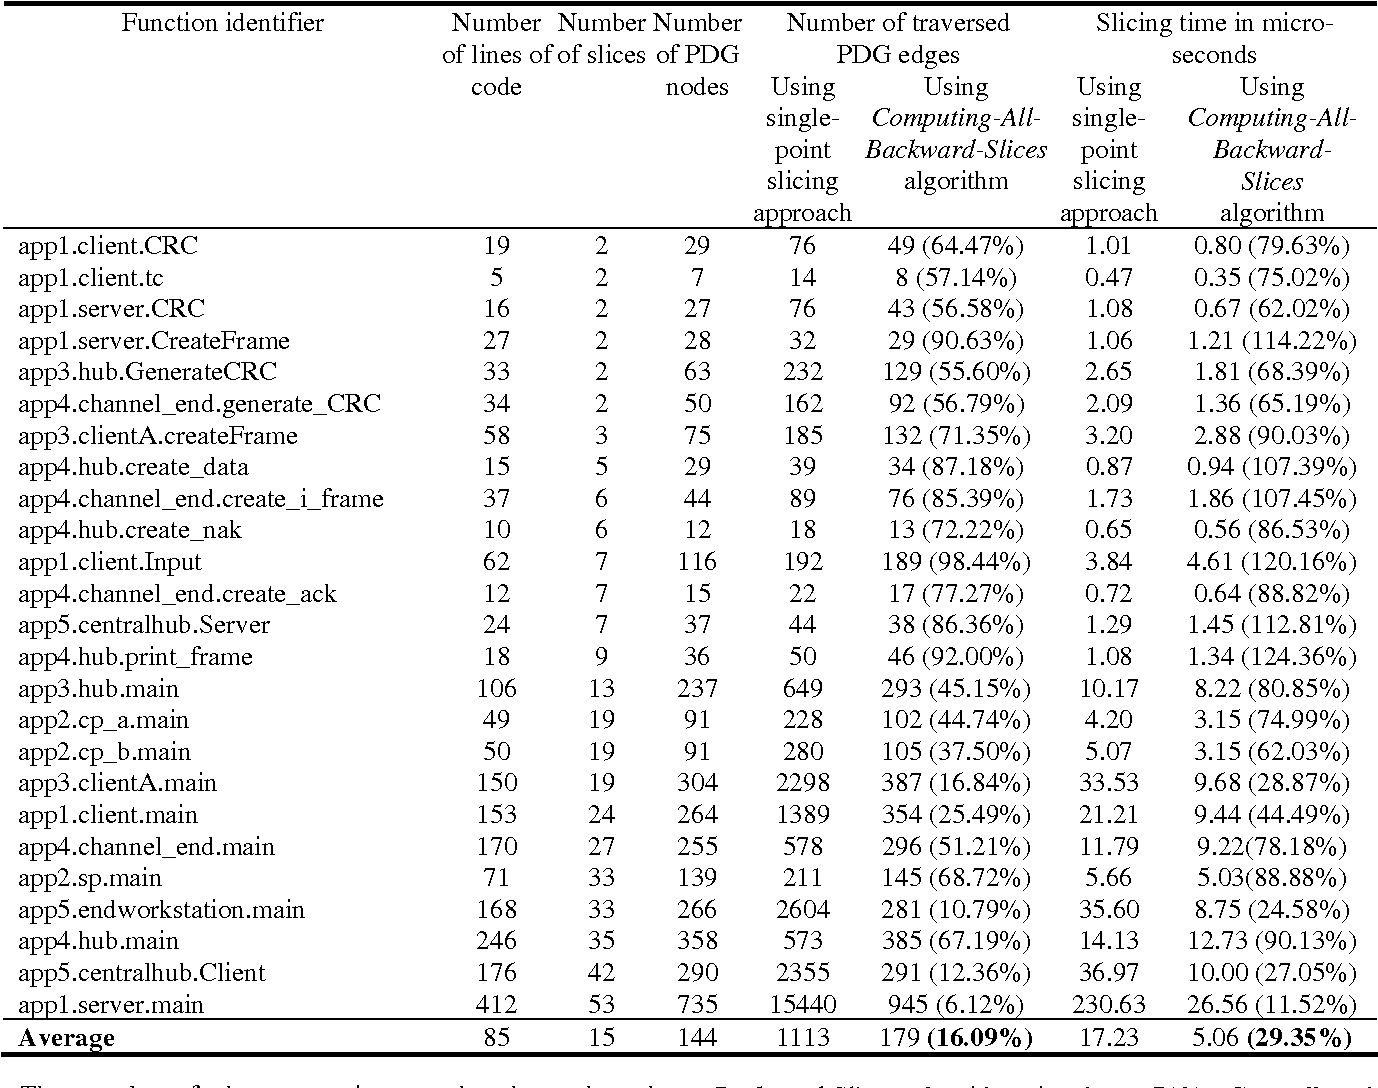 Function identifier Number of lines of code Number of slices Number of PDG nodes Number of traversed PDG edges Slicing time in micro-seconds
Using single-point slicing approach Using Computing-All-Backward-Slices algorithm Using single-point slicing approach Using Computing-All-Backward-Slices algorithm
app1.client.CRC 19 2 29 76 49 (64.47%) 1.01 0.80 (79.63%)
app1.client.tc 5 2 7 14 8 (57.14%) 0.47 0.35 (75.02%)
app1.server.CRC 16 2 27 76 43 (56.58%) 1.08 0.67 (62.02%)
app1.server.CreateFrame 27 2 28 32 29 (90.63%) 1.06 1.21 (114.22%)
app3.hub.GenerateCRC 33 2 63 232 129 (55.60%) 2.65 1.81 (68.39%)
app4.channel_end.generate_CRC 34 2 50 162 92 (56.79%) 2.09 1.36 (65.19%)
app3.clientA.createFrame 58 3 75 185 132 (71.35%) 3.20 2.88 (90.03%)
app4.hub.create_data 15 5 29 39 34 (87.18%) 0.87 0.94 (107.39%)
app4.channel_end.create_i_frame 37 6 44 89 76 (85.39%) 1.73 1.86 (107.45%)
app4.hub.create_nak 10 6 12 18 13 (72.22%) 0.65 0.56 (86.53%)
app1.client.Input 62 7 116 192 189 (98.44%) 3.84 4.61 (120.16%)
app4.channel_end.create_ack 12 7 15 22 17 (77.27%) 0.72 0.64 (88.82%)
app5.centralhub.Server 24 7 37 44 38 (86.36%) 1.29 1.45 (112.81%)
app4.hub.print_frame 18 9 36 50 46 (92.00%) 1.08 1.34 (124.36%)
app3.hub.main 106 13 237 649 293 (45.15%) 10.17 8.22 (80.85%)
app2.cp_a.main 49 19 91 228 102 (44.74%) 4.20 3.15 (74.99%)
app2.cp_b.main 50 19 91 280 105 (37.50%) 5.07 3.15 (62.03%)
app3.clientA.main 150 19 304 2298 387 (16.84%) 33.53 9.68 (28.87%)
app1.client.main 153 24 264 1389 354 (25.49%) 21.21 9.44 (44.49%)
app4.channel_end.main 170 27 255 578 296 (51.21%) 11.79 9.22(78.18%)
app2.sp.main 71 33 139 211 145 (68.72%) 5.66 5.03(88.88%)
app5.endworkstation.main 168 33 266 2604 281 (10.79%) 35.60 8.75 (24.58%)
app4.hub.main 246 35 358 573 385 (67.19%) 14.13 12.73 (90.13%)
app5.centralhub.Client 176 42 290 2355 291 (12.36%) 36.97 10.00 (27.05%)
app1.server.main 412 53 735 15440 945 (6.12%) 230.63 26.56 (11.52%)
Average 85 15 144 1113 179 (16.09%) 17.23 5.06 (29.35%)